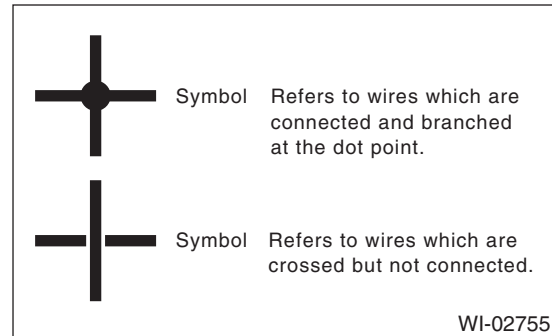 Symbol Refers to wires which are
connected and branched
at the dot point.
Symbol Refers to wires which are
crossed but not connected.
WI-02755